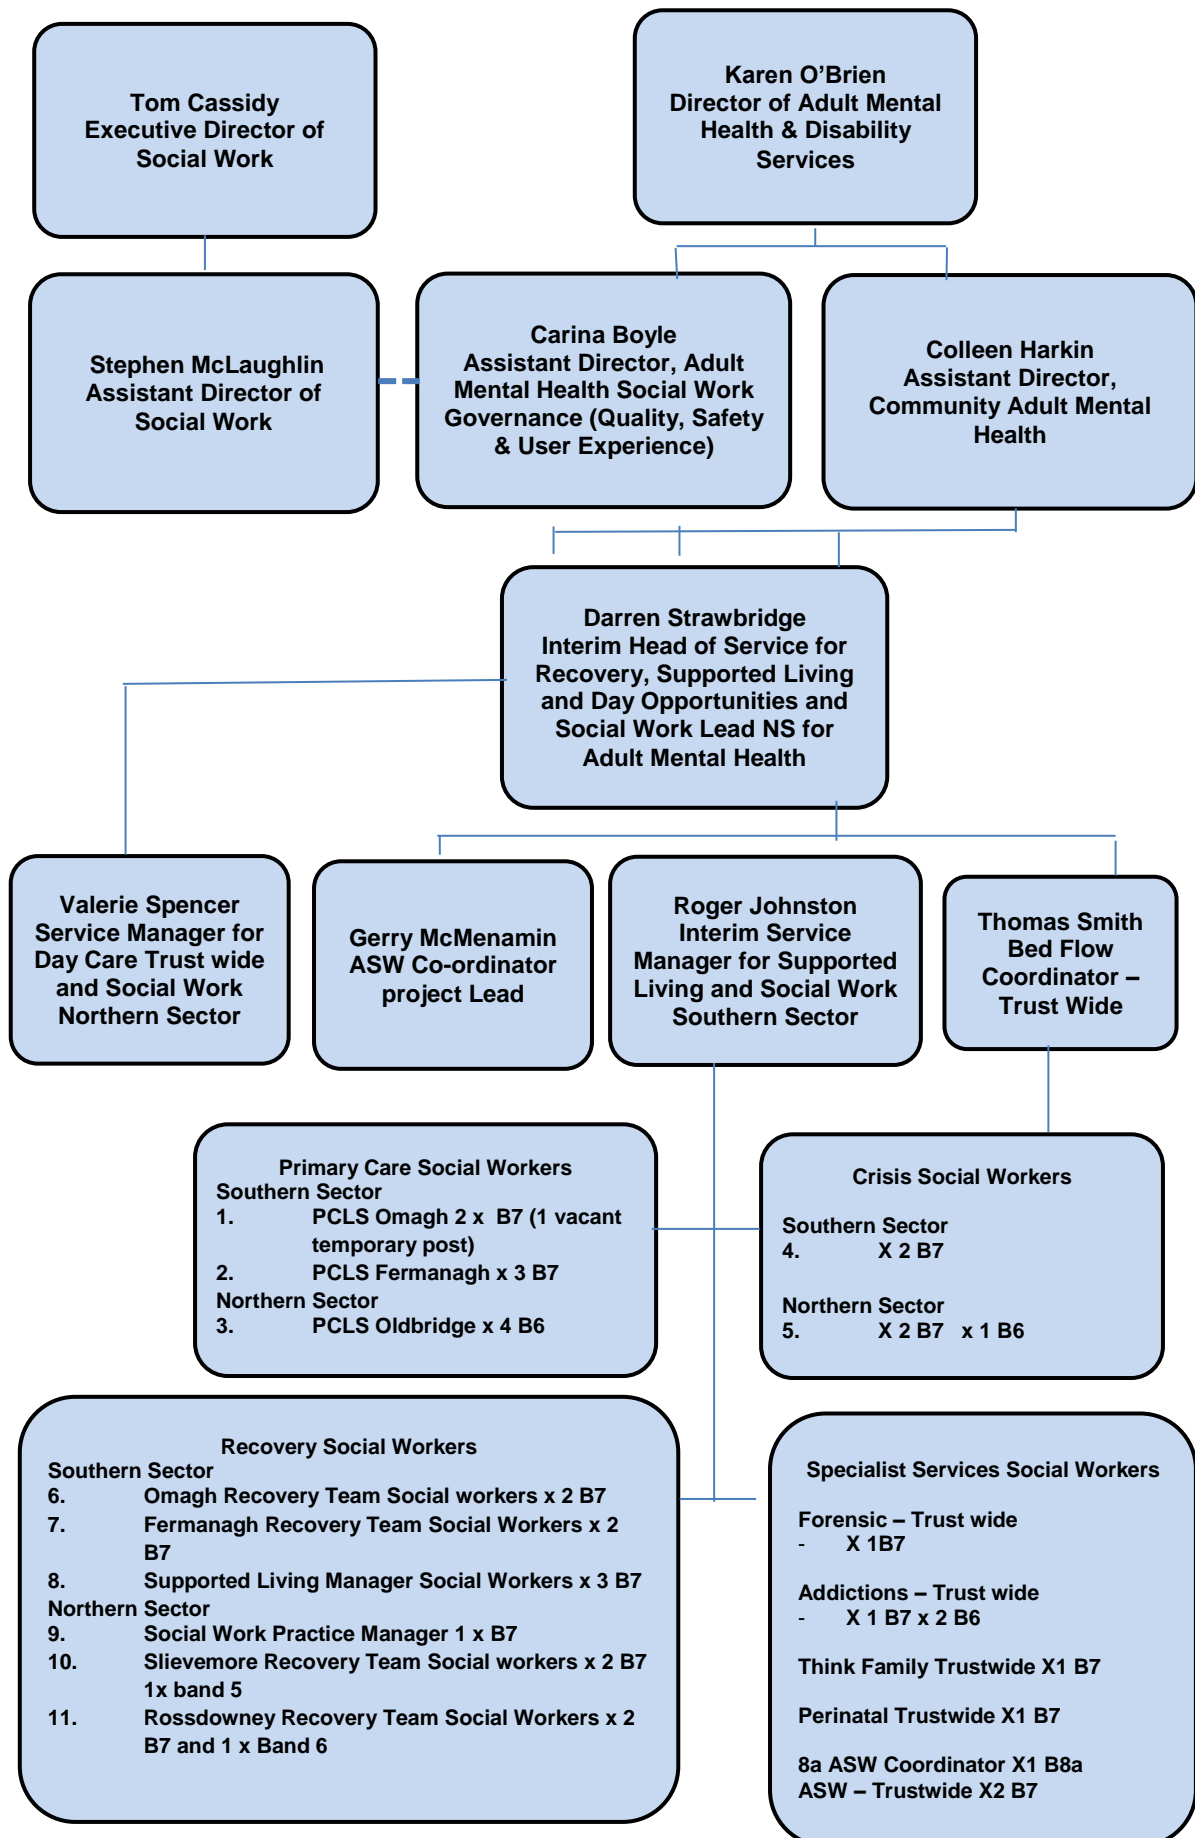 Tom Cassidy
Executive Director of
Social Work
Karen O’Brien
Director of Adult Mental
Health & Disability
Services
Stephen McLaughlin
Assistant Director of
Social Work
Carina Boyle
Assistant Director, Adult
Mental Health Social Work
Governance (Quality, Safety
& User Experience)
Colleen Harkin
Assistant Director,
Community Adult Mental
Health
Darren Strawbridge
Interim Head of Service for
Recovery, Supported Living
and Day Opportunities and
Social Work Lead NS for
Adult Mental Health
Valerie Spencer
Service Manager for
Day Care Trust wide
and Social Work
Northern Sector
Gerry McMenamin
ASW Co-ordinator
project Lead
Roger Johnston
Interim Service
Manager for Supported
Living and Social Work
Southern Sector
Thomas Smith
Bed Flow
Coordinator –
Trust Wide
Primary Care Social Workers
Southern Sector
1. PCLS Omagh 2 x B7 (1 vacant
temporary post)
2. PCLS Fermanagh x 3 B7
Northern Sector
3. PCLS Oldbridge x 4 B6
Crisis Social Workers
Southern Sector
4. X 2 B7
Northern Sector
5. X 2 B7 x 1 B6
Recovery Social Workers
Southern Sector
6. Omagh Recovery Team Social workers x 2 B7
7. Fermanagh Recovery Team Social Workers x 2
B7
8. Supported Living Manager Social Workers x 3 B7
Northern Sector
9. Social Work Practice Manager 1 x B7
10. Slievemore Recovery Team Social workers x 2 B7
1x band 5
11. Rossdowney Recovery Team Social Workers x 2
B7 and 1 x Band 6
Specialist Services Social Workers
Forensic – Trust wide
- X 1B7
Addictions – Trust wide
- X 1 B7 x 2 B6
Think Family Trustwide X1 B7
Perinatal Trustwide X1 B7
8a ASW Coordinator X1 B8a
ASW – Trustwide X2 B7